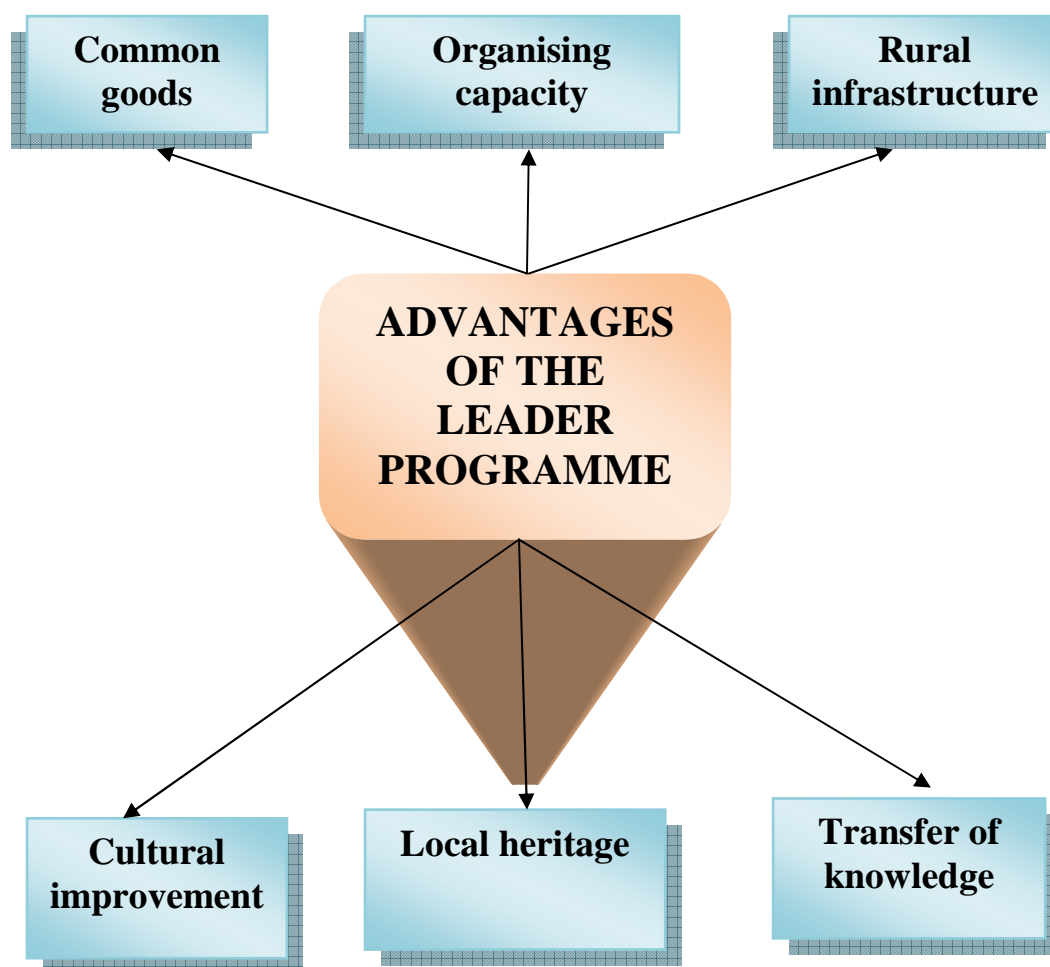 Common
goods
Organising
capacity
Rural
infrastructure
ADVANTAGES
OF THE
LEADER
PROGRAMME
Cultural
improvement
Local heritage
Transfer of
knowledge